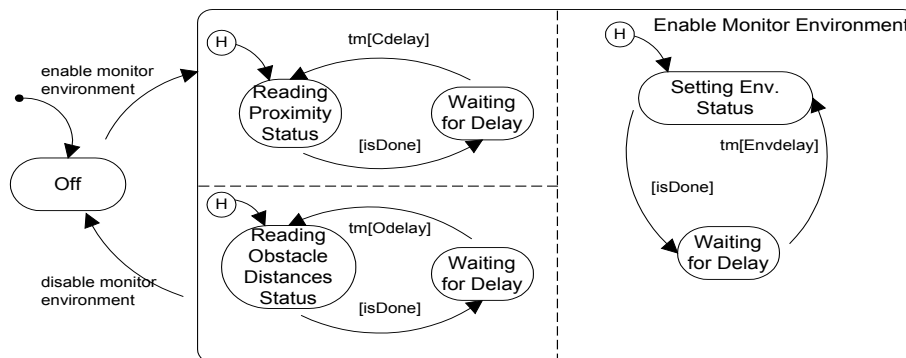 Enable Monitor Environment
H
tm[Cdelay]
H
enable monitor
environment
Reading
Proximity
Status
Waiting
for Delay
Setting Env.
Status
[isDone]
tm[Envdelay]
Off
[isDone]
H
tm[Odelay]
Reading
Obstacle
Distances
Status
Waiting
for Delay
Waiting
for Delay
disable monitor
environment
[isDone]